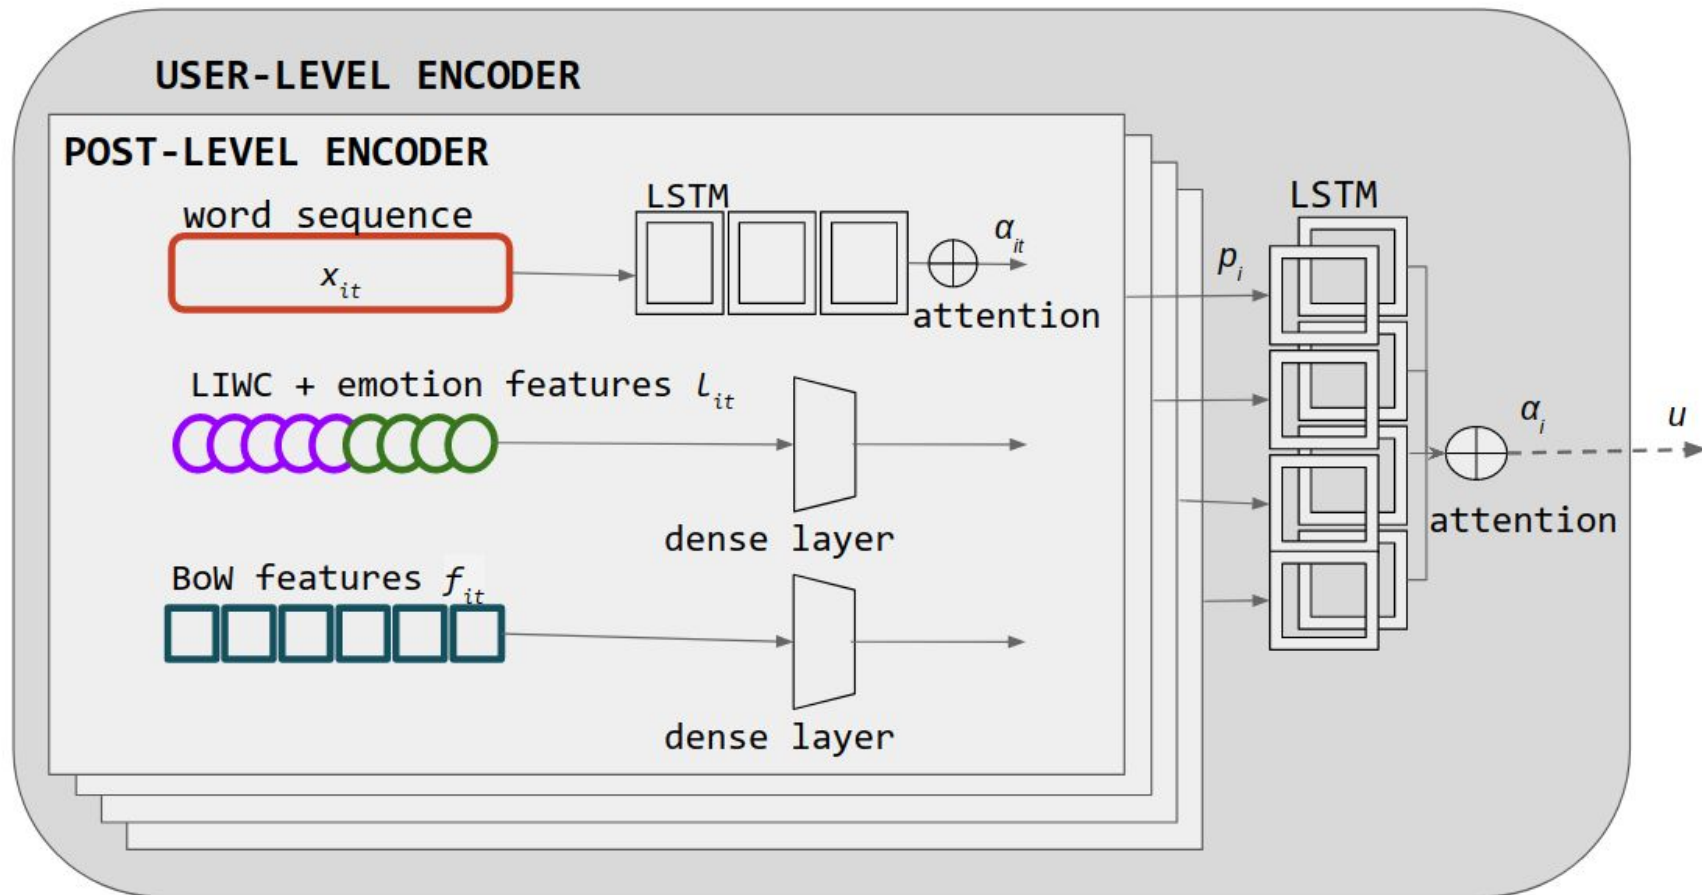 USER-LEVEL ENCODER
POST-LEVEL ENCODER
word sequence
x_it
LSTM
α_it
attention
LIWC + emotion features l_it
dense layer
BoW features f_it
dense layer
p_i
LSTM
α_i
attention
u